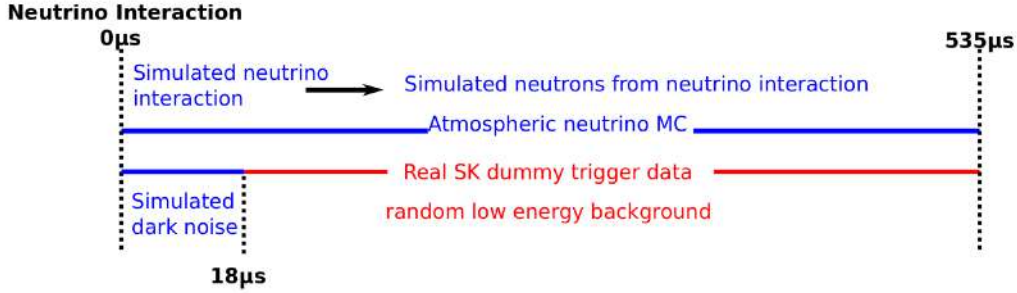 Neutrino Interaction
0μs
535μs
Simulated neutrino
interaction
Simulated neutrons from neutrino interaction
Atmospheric neutrino MC
Real SK dummy trigger data
random low energy background
Simulated
dark noise
18μs